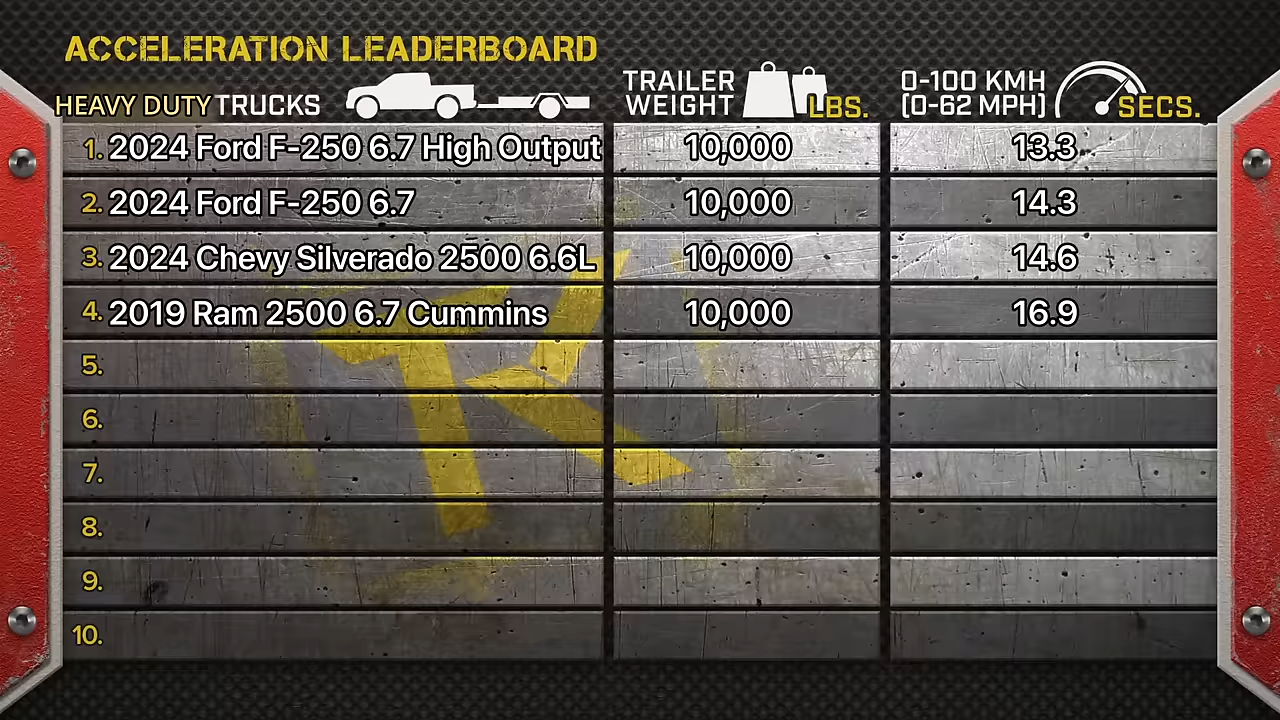 ACCELERATION LEADERBOARD
HEAVY DUTY TRUCKS
TRAILER WEIGHT LBS.
0-100 KMH
(0-62 MPH) SECS.
1. 2024 Ford F-250 6.7 High Output 10,000 13.3
2. 2024 Ford F-250 6.7 10,000 14.3
3. 2024 Chevy Silverado 2500 6.6L 10,000 14.6
4. 2019 Ram 2500 6.7 Cummins 10,000 16.9
5.
6.
7.
8.
9.
10.